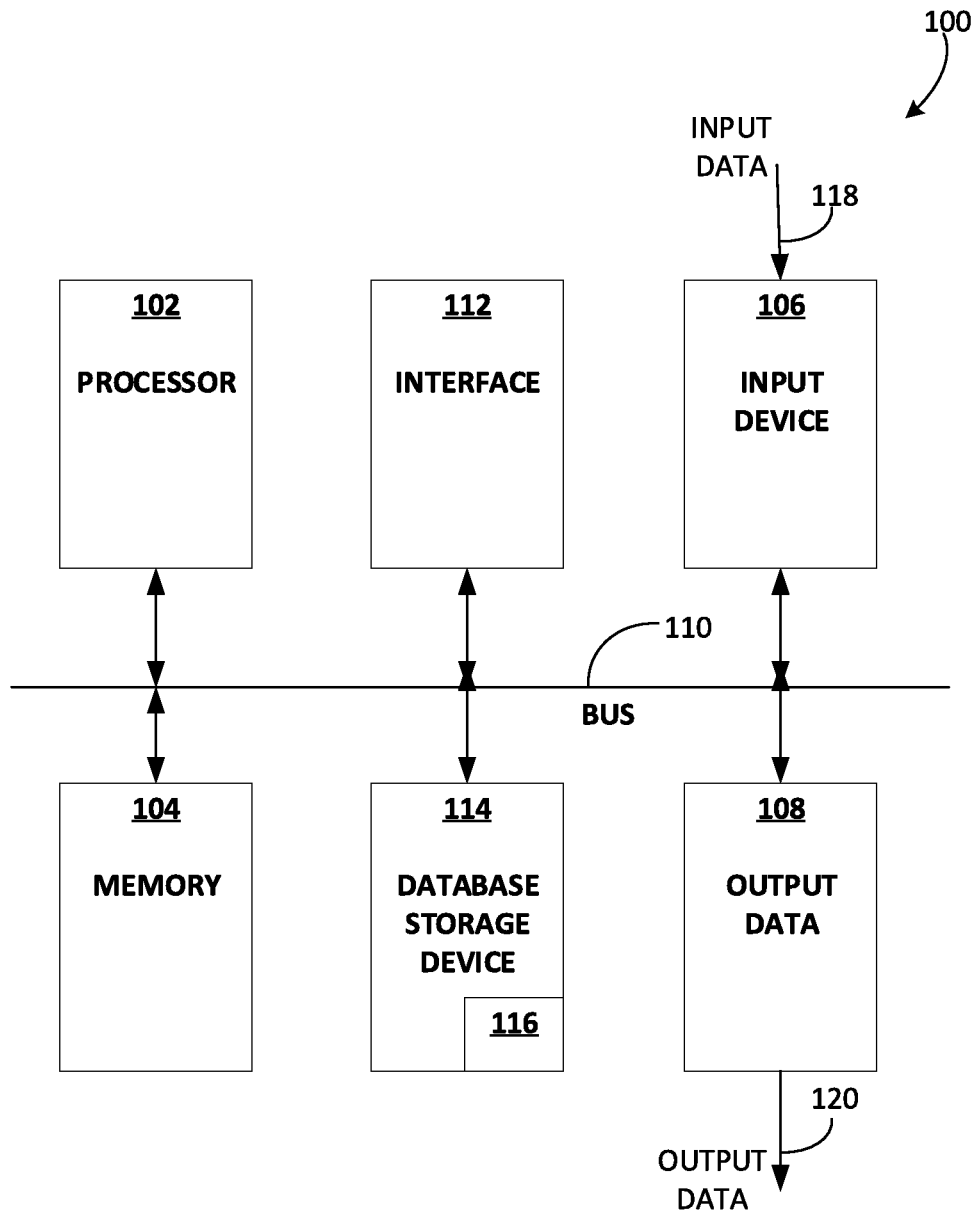 100
INPUT
DATA
118
102
PROCESSOR
112
INTERFACE
106
INPUT
DEVICE
110
BUS
104
MEMORY
114
DATABASE
STORAGE
DEVICE
116
108
OUTPUT
DATA
120
OUTPUT
DATA